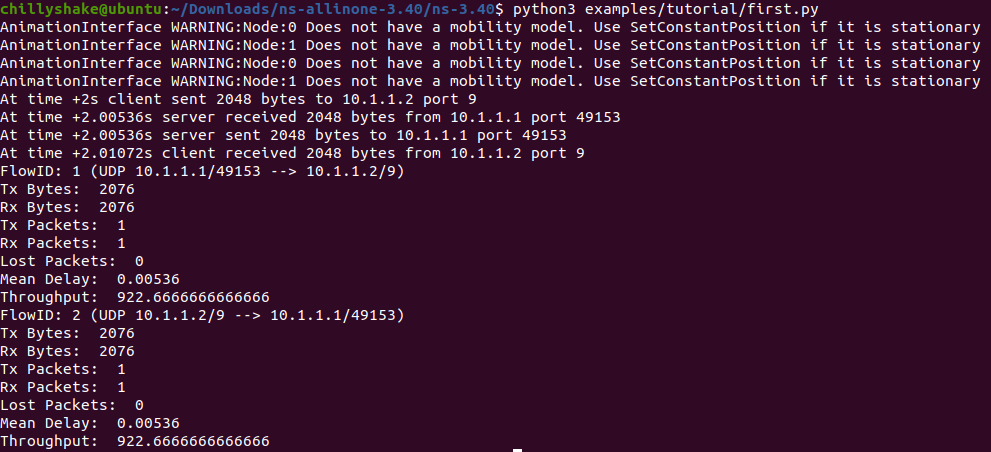 chillyshake@ubuntu:~/Downloads/ns-allinone-3.40/ns-3.40$ python3 examples/tutorial/first.py
AnimationInterface WARNING:Node:0 Does not have a mobility model. Use SetConstantPosition if it is stationary
AnimationInterface WARNING:Node:1 Does not have a mobility model. Use SetConstantPosition if it is stationary
AnimationInterface WARNING:Node:0 Does not have a mobility model. Use SetConstantPosition if it is stationary
AnimationInterface WARNING:Node:1 Does not have a mobility model. Use SetConstantPosition if it is stationary
At time +2s client sent 2048 bytes to 10.1.1.2 port 9
At time +2.00536s server received 2048 bytes from 10.1.1.1 port 49153
At time +2.00536s server sent 2048 bytes to 10.1.1.1 port 49153
At time +2.01072s client received 2048 bytes from 10.1.1.2 port 9
FlowID: 1 (UDP 10.1.1.1/49153 --> 10.1.1.2/9)
Tx Bytes:  2076
Rx Bytes:  2076
Tx Packets:  1
Rx Packets:  1
Lost Packets:  0
Mean Delay:  0.00536
Throughput:  922.6666666666666
FlowID: 2 (UDP 10.1.1.2/9 --> 10.1.1.1/49153)
Tx Bytes:  2076
Rx Bytes:  2076
Tx Packets:  1
Rx Packets:  1
Lost Packets:  0
Mean Delay:  0.00536
Throughput:  922.6666666666666